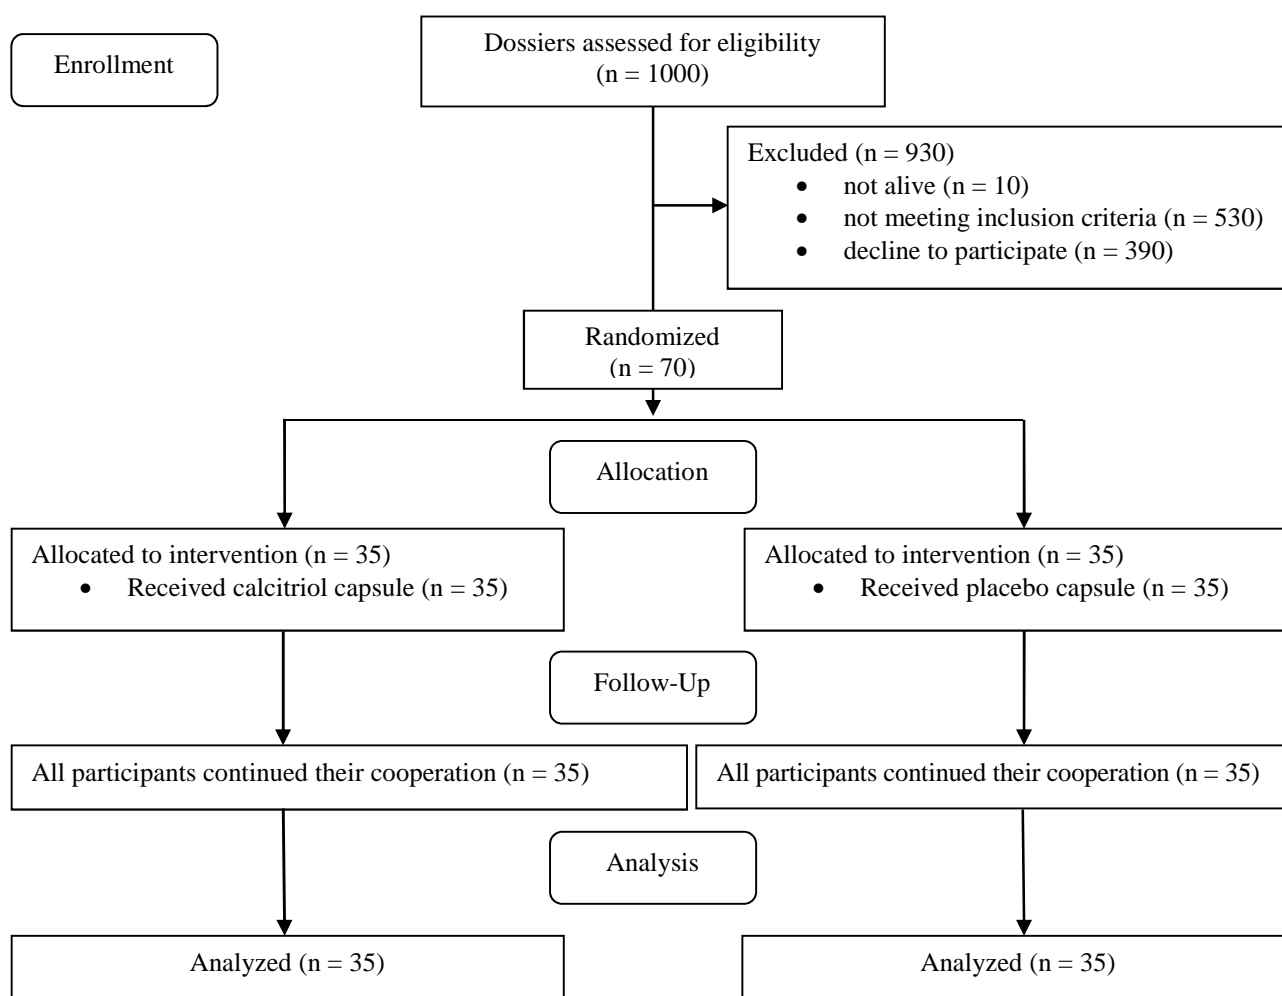 Enrollment
Dossiers assessed for eligibility
(n = 1000)
Excluded (n = 930)
• not alive (n = 10)
• not meeting inclusion criteria (n = 530)
• decline to participate (n = 390)
Randomized
(n = 70)
Allocation
Allocated to intervention (n = 35)
• Received calcitriol capsule (n = 35)
Allocated to intervention (n = 35)
• Received placebo capsule (n = 35)
Follow-Up
All participants continued their cooperation (n = 35)
All participants continued their cooperation (n = 35)
Analysis
Analyzed (n = 35)
Analyzed (n = 35)